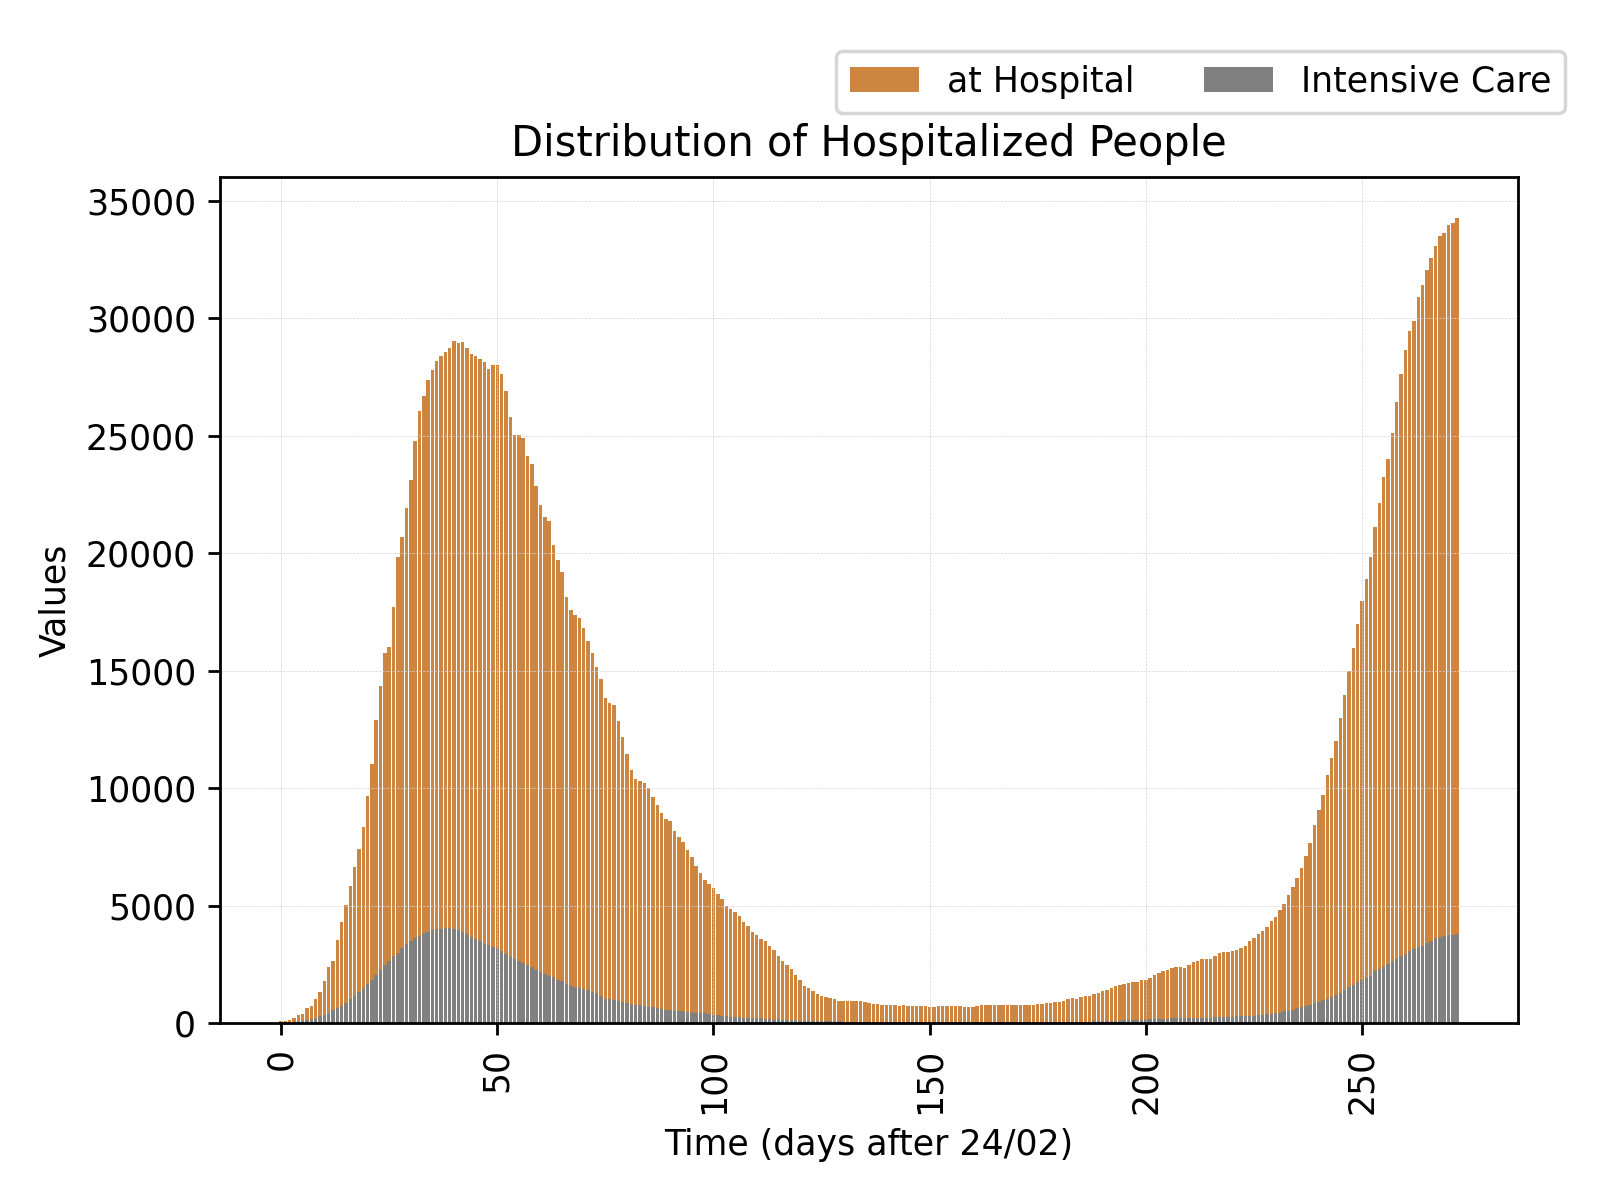 at Hospital Intensive Care
Distribution of Hospitalized People
35000
30000
25000
20000
15000
10000
5000
0
Values
0 50 100 150 200 250
Time (days after 24/02)